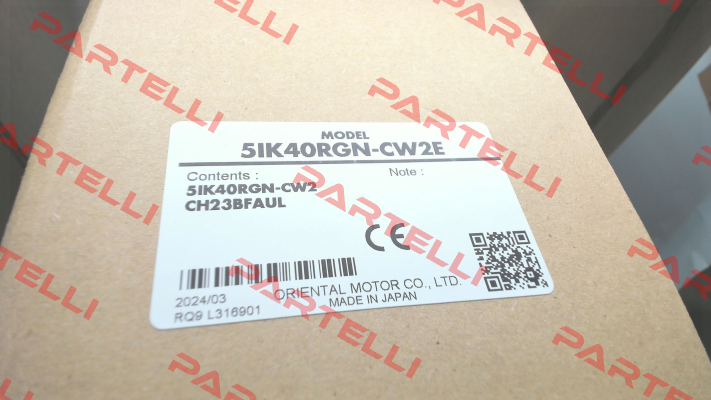 MODEL
5IK40RGN-CW2E
Contents :
Note :
5IK40RGN-CW2
CH23BFAUL
CE
2024/03
RQ9 L316901
ORIENTAL MOTOR CO., LTD.
MADE IN JAPAN
PARTELLI
PARTELLI
PARTELLI
PARTELLI
PARTELLI
PARTELLI
PARTELLI
PARTELLI
PARTELLI